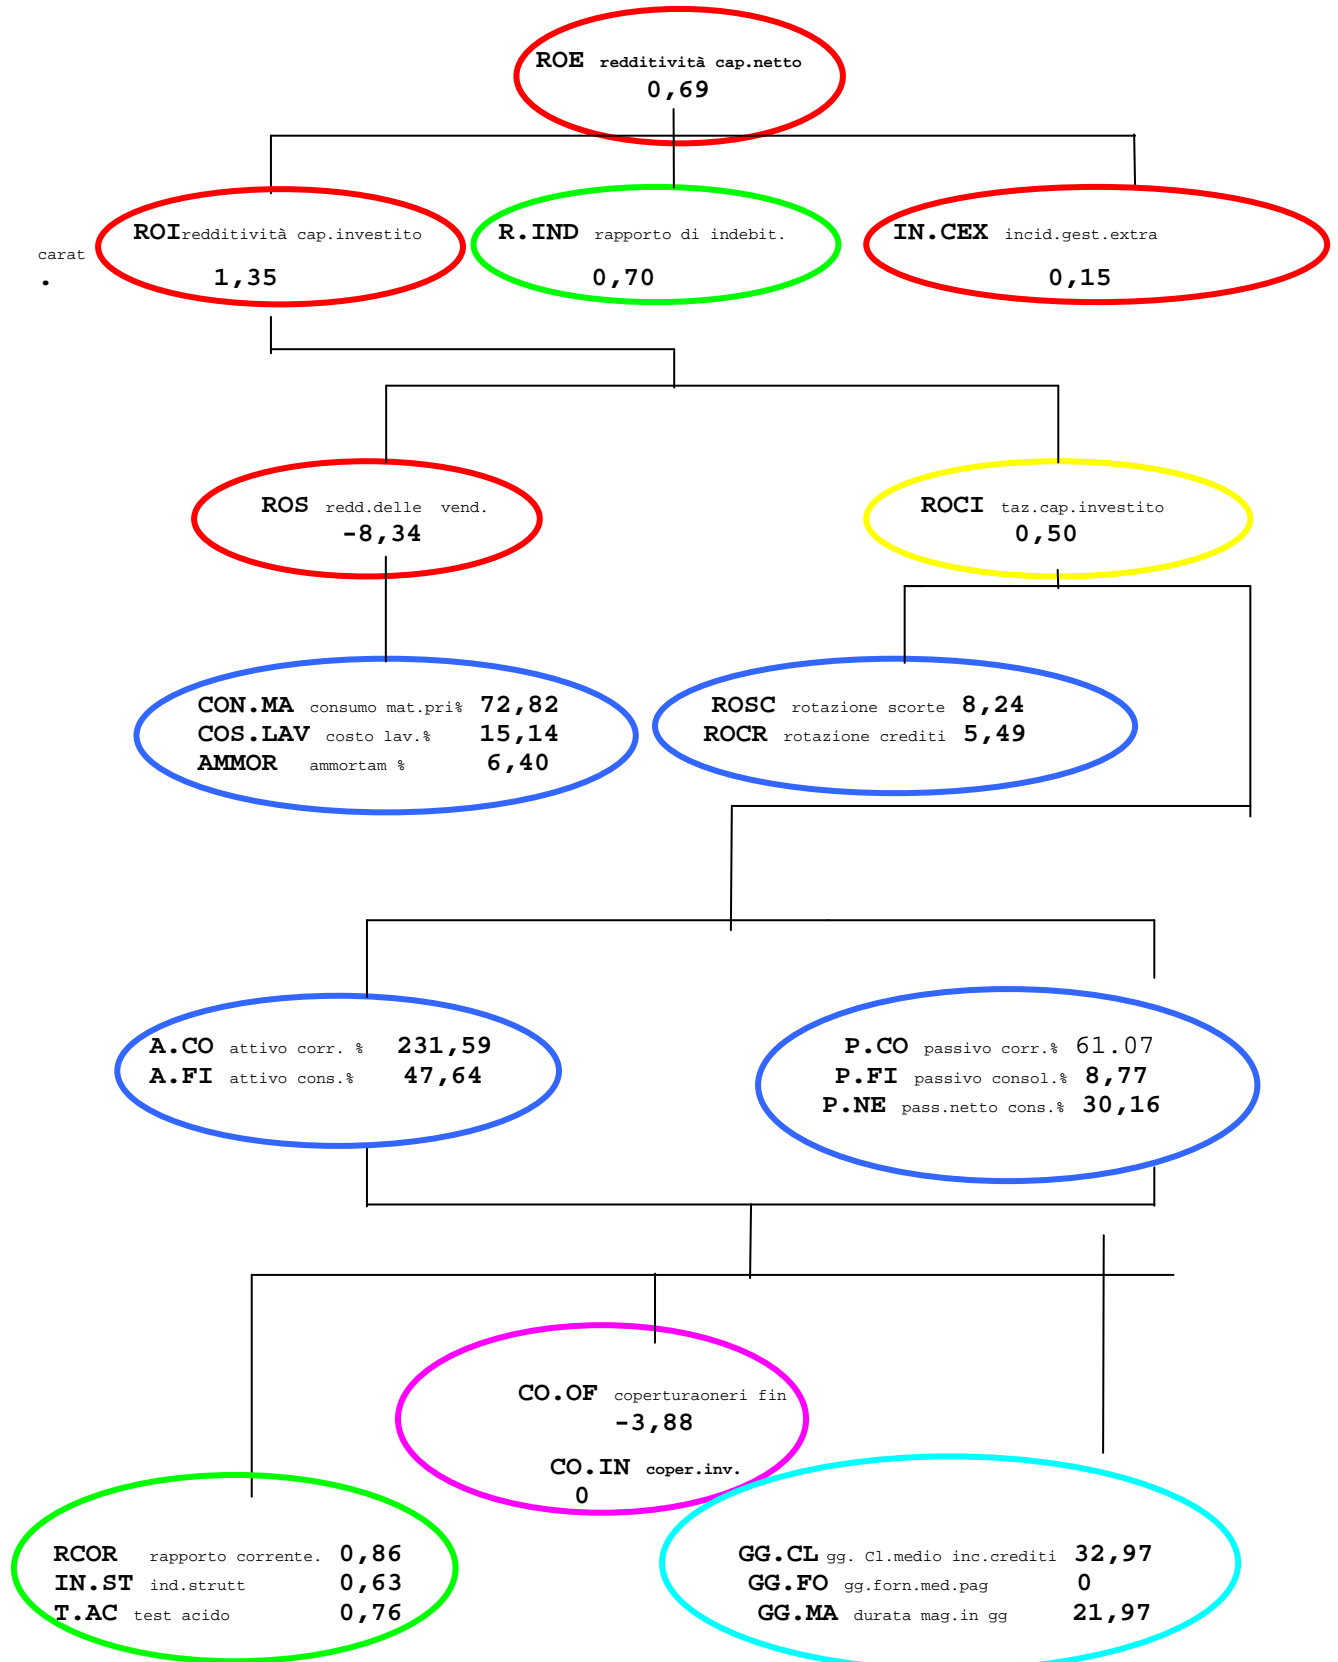 ROE redditività cap.netto
0,69
ROIredditività cap.investito
1,35
R.IND rapporto di indebit.
0,70
IN.CEX incid.gest.extra
0,15
carat
.
ROS redd.delle vend.
-8,34
ROCI taz.cap.investito
0,50
CON.MA consumo mat.pri% 72,82
COS.LAV costo lav.% 15,14
AMMOR ammortam % 6,40
ROSC rotazione scorte 8,24
ROCR rotazione crediti 5,49
A.CO attivo corr. % 231,59
A.FI attivo cons.% 47,64
P.CO passivo corr.% 61.07
P.FI passivo consol.% 8,77
P.NE pass.netto cons.% 30,16
CO.OF coperturaoneri fin
-3,88
CO.IN coper.inv.
0
RCOR rapporto corrente. 0,86
IN.ST ind.strutt 0,63
T.AC test acido 0,76
GG.CL gg. Cl.medio inc.crediti 32,97
GG.FO gg.forn.med.pag 0
GG.MA durata mag.in gg 21,97